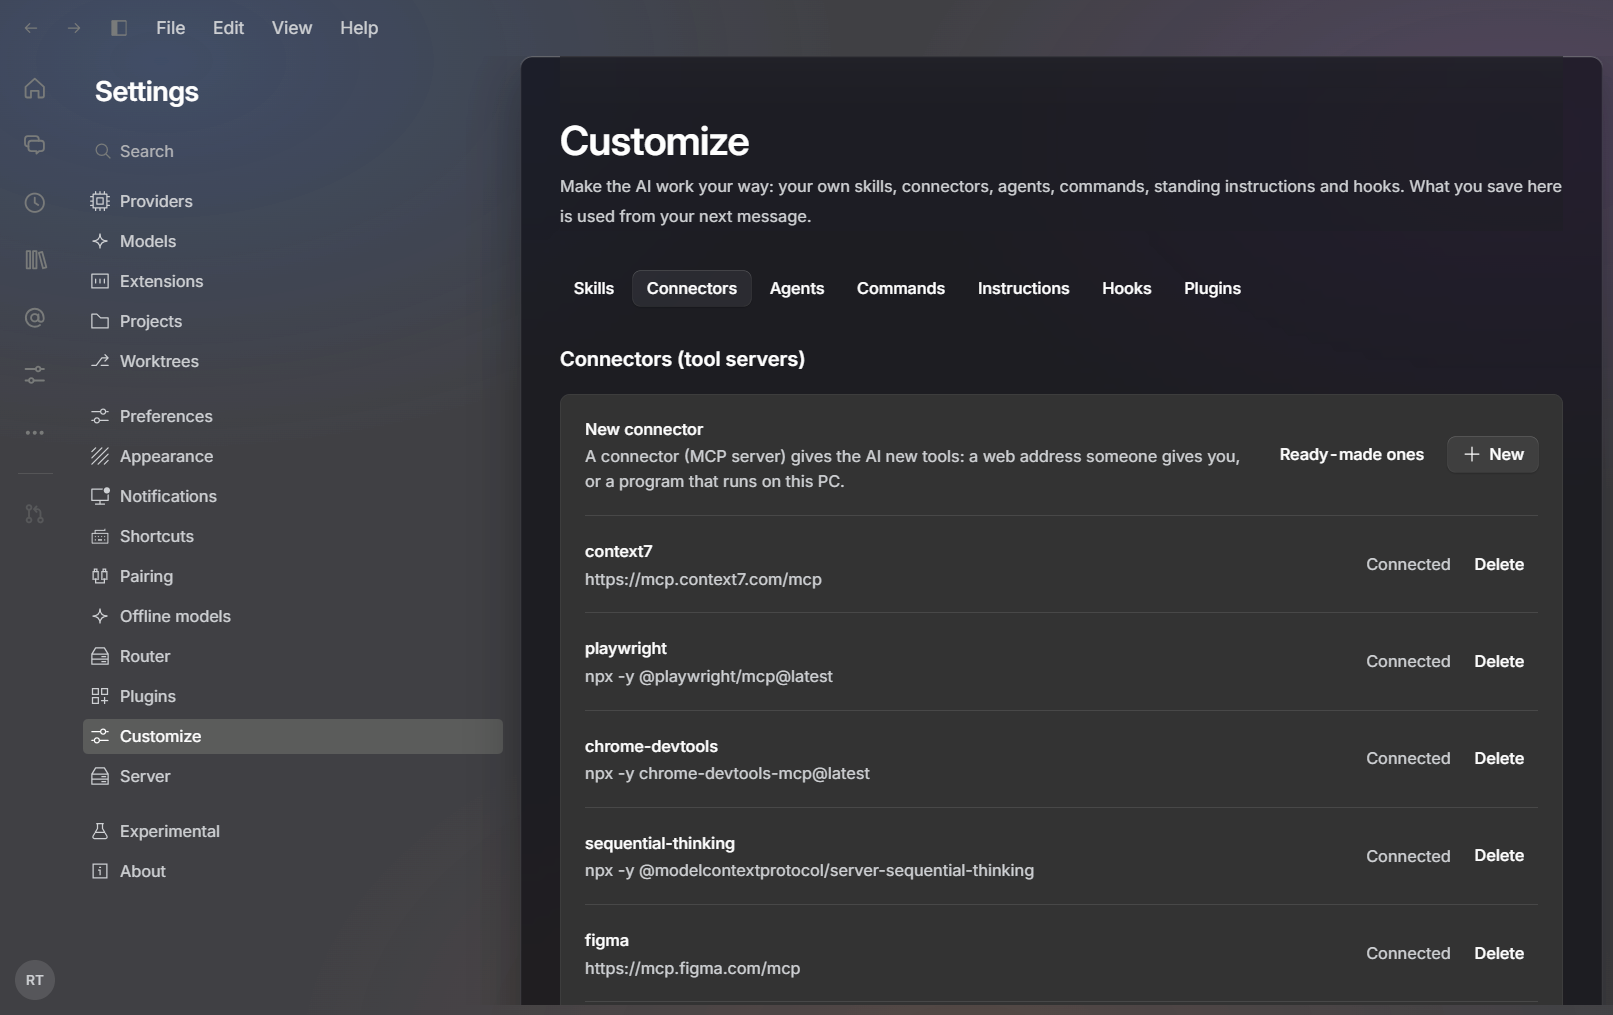 File Edit View Help
Settings
Search
Providers
Models
Extensions
Projects
Worktrees
Preferences
Appearance
Notifications
Shortcuts
Pairing
Offline models
Router
Plugins
Customize
Server
Experimental
About
RT
Customize
Make the AI work your way: your own skills, connectors, agents, commands, standing instructions and hooks. What you save here
is used from your next message.
Skills Connectors Agents Commands Instructions Hooks Plugins
Connectors (tool servers)
New connector
A connector (MCP server) gives the AI new tools: a web address someone gives you,
or a program that runs on this PC.
Ready-made ones New
context7
https://mcp.context7.com/mcp
Connected Delete
playwright
npx -y @playwright/mcp@latest
Connected Delete
chrome-devtools
npx -y chrome-devtools-mcp@latest
Connected Delete
sequential-thinking
npx -y @modelcontextprotocol/server-sequential-thinking
Connected Delete
figma
https://mcp.figma.com/mcp
Connected Delete